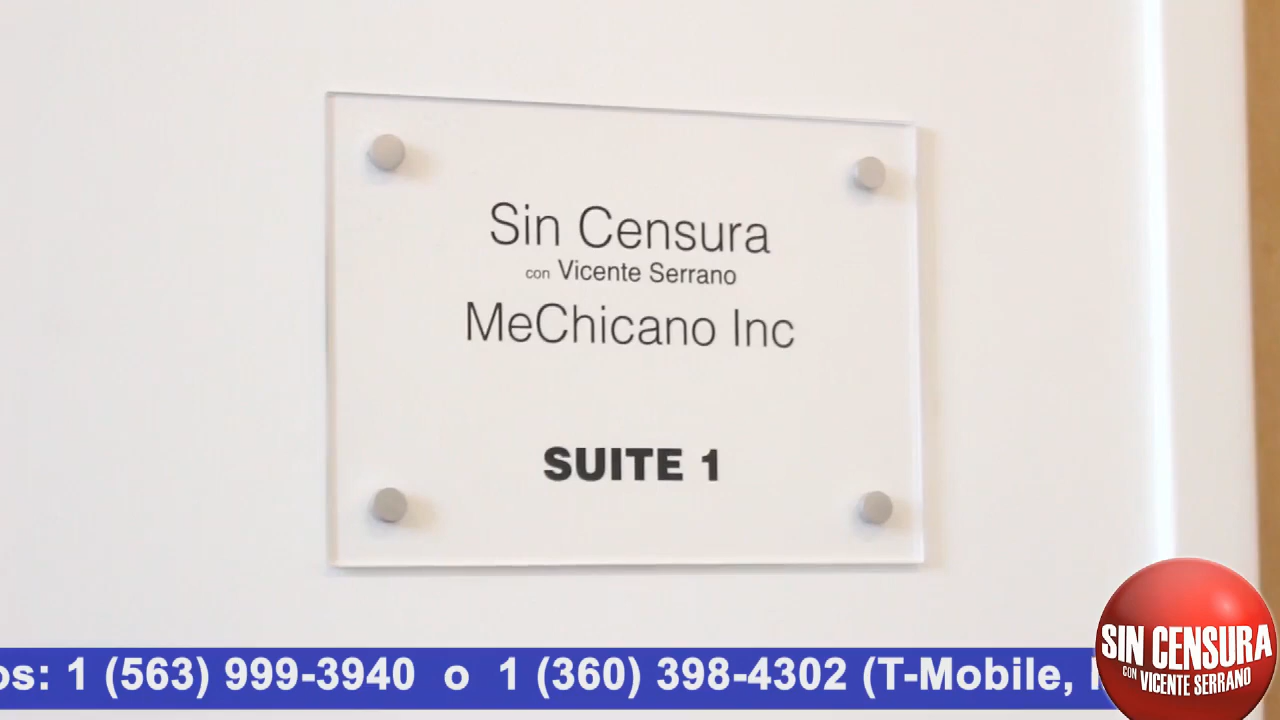 Sin Censura
con Vicente Serrano
MeChicano Inc
SUITE 1
os: 1 (563) 999-3940 o 1 (360) 398-4302 (T-Mobile,
SIN CENSURA
CON VICENTE SERRANO